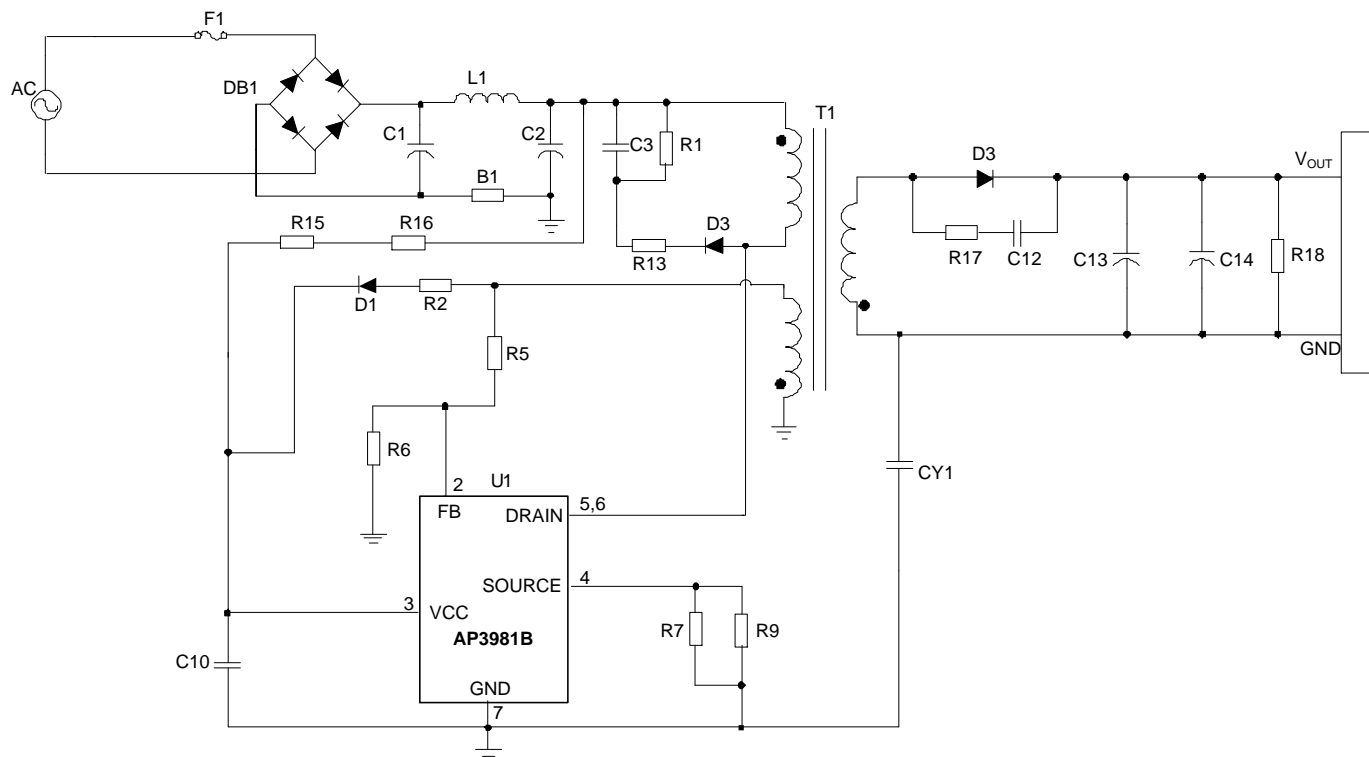 F1
AC
DB1
L1
T1
C1
C2
C3
R1
B1
D3
V_OUT
R15
R16
R13
D3
R17
C12
C13
C14
R18
D1
R2
GND
R5
R6
U1
2
FB
5,6
DRAIN
CY1
4
SOURCE
3
VCC
AP3981B
R7
R9
C10
GND
7